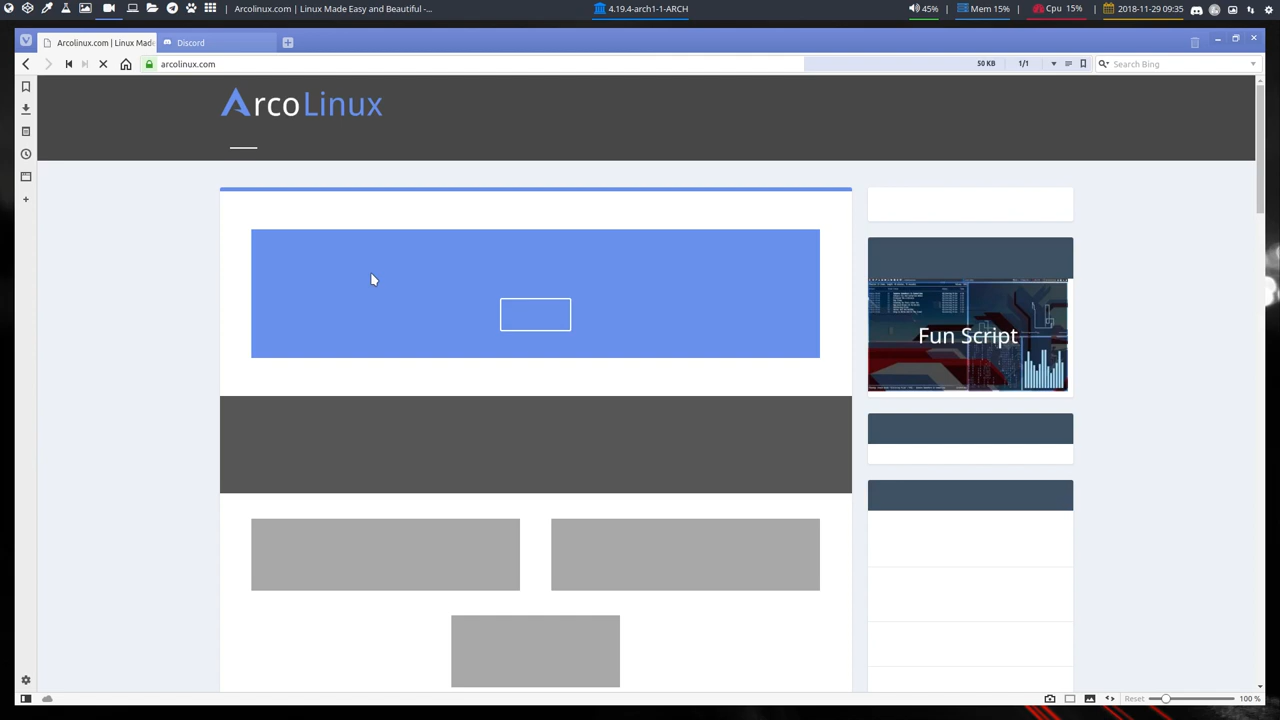 Arcolinux.com | Linux Made Easy and Beautiful -...
4.19.4-arch1-1-ARCH
45%
Mem 15%
Cpu 15%
2018-11-29 09:35
Arcolinux.com | Linux Made
Discord
arcolinux.com
50 KB
1/1
Search Bing
ArcoLinux
Fun Script
Reset
100 %